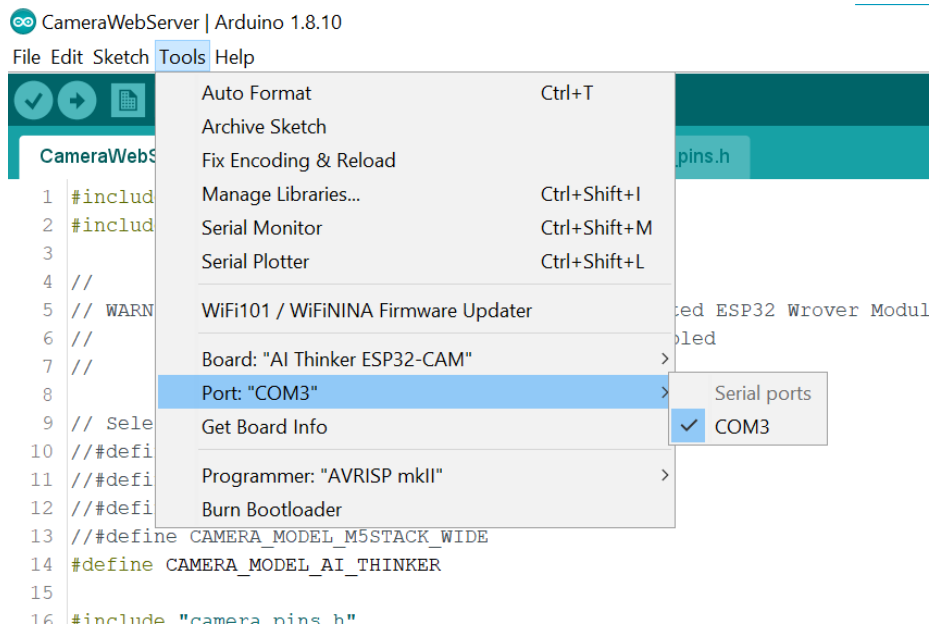 CameraWebServer | Arduino 1.8.10
File Edit Sketch Tools Help
Auto Format Ctrl+T
Archive Sketch
CameraWebS Fix Encoding & Reload pins.h
1 #includ Manage Libraries... Ctrl+Shift+I
2 #includ Serial Monitor Ctrl+Shift+M
3 Serial Plotter Ctrl+Shift+L
4 //
5 // WARN WiFi101 / WiFiNINA Firmware Updater ted ESP32 Wrover Modul
6 // bled
7 // Board: "AI Thinker ESP32-CAM"
8 Port: "COM3" Serial ports
9 // Sele Get Board Info COM3
10 //#defi
11 //#defi Programmer: "AVRISP mkII"
12 //#defi Burn Bootloader
13 //#define CAMERA_MODEL_M5STACK_WIDE
14 #define CAMERA_MODEL_AI_THINKER
15
16 #include "camera_pins.h"